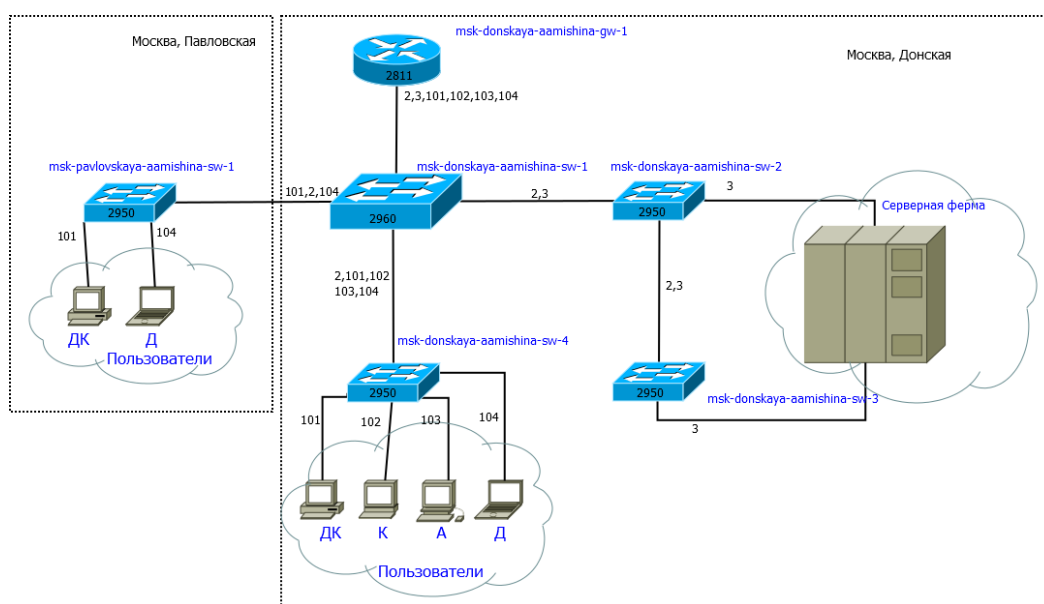 Москва, Павловская
msk-donskaya-aamishina-gw-1
Москва, Донская
2811
2,3,101,102,103,104
msk-pavlovskaya-aamishina-sw-1
msk-donskaya-aamishina-sw-1
msk-donskaya-aamishina-sw-2
2950
101,2,104
2960
2,3
2950
3
Серверная ферма
101
104
ДК
Д
Пользователи
2,101,102
103,104
2,3
msk-donskaya-aamishina-sw-4
2950
2950
msk-donskaya-aamishina-sw-3
3
101
102
103
104
ДК
К
А
Д
Пользователи